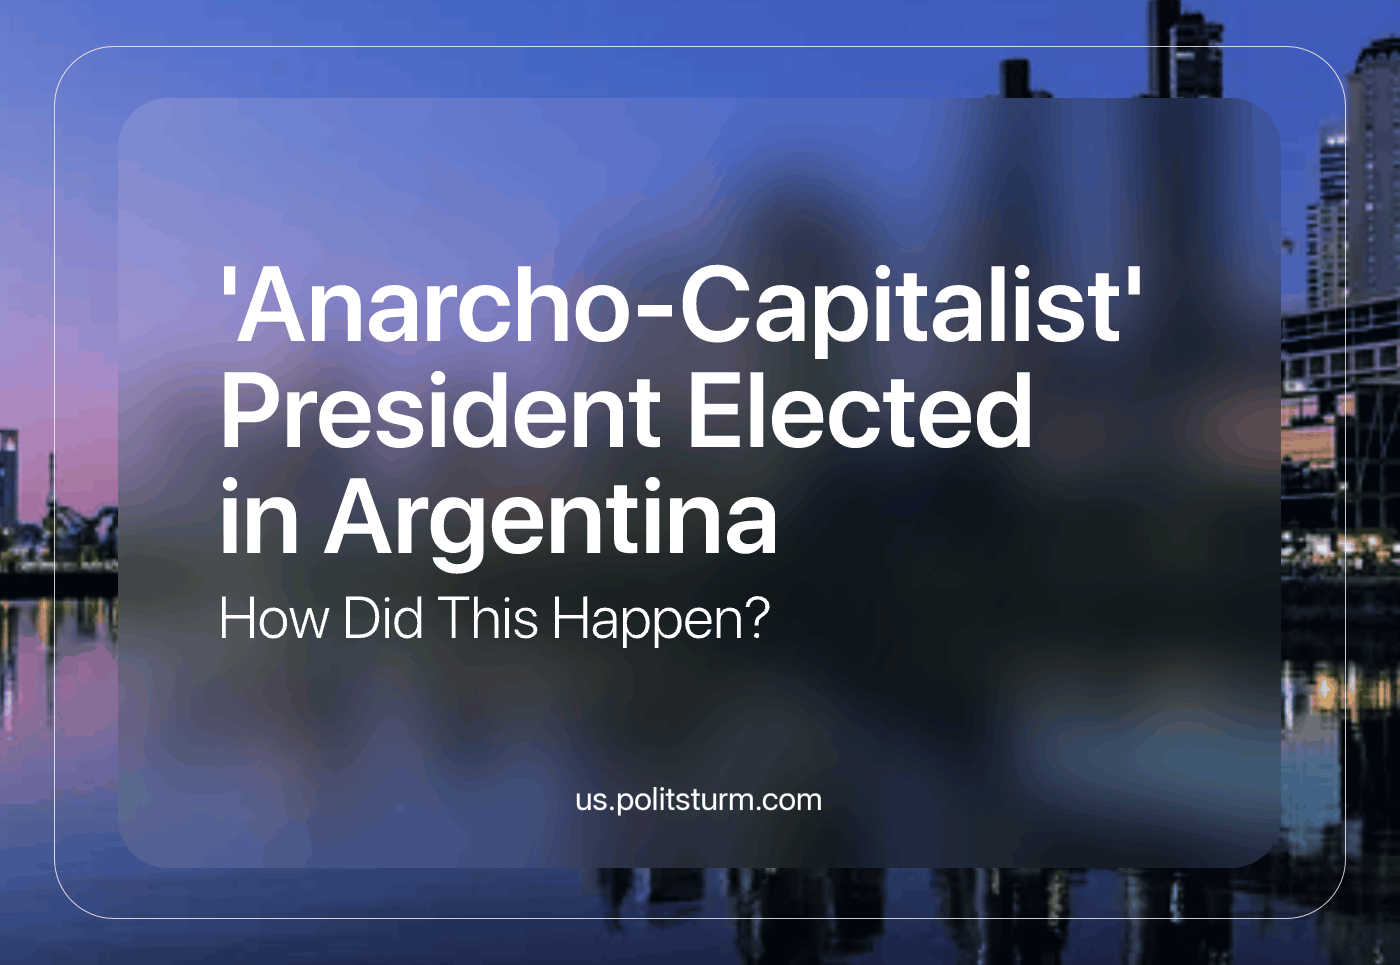 'Anarcho-Capitalist'
President Elected
in Argentina
How Did This Happen?
us.politsturm.com